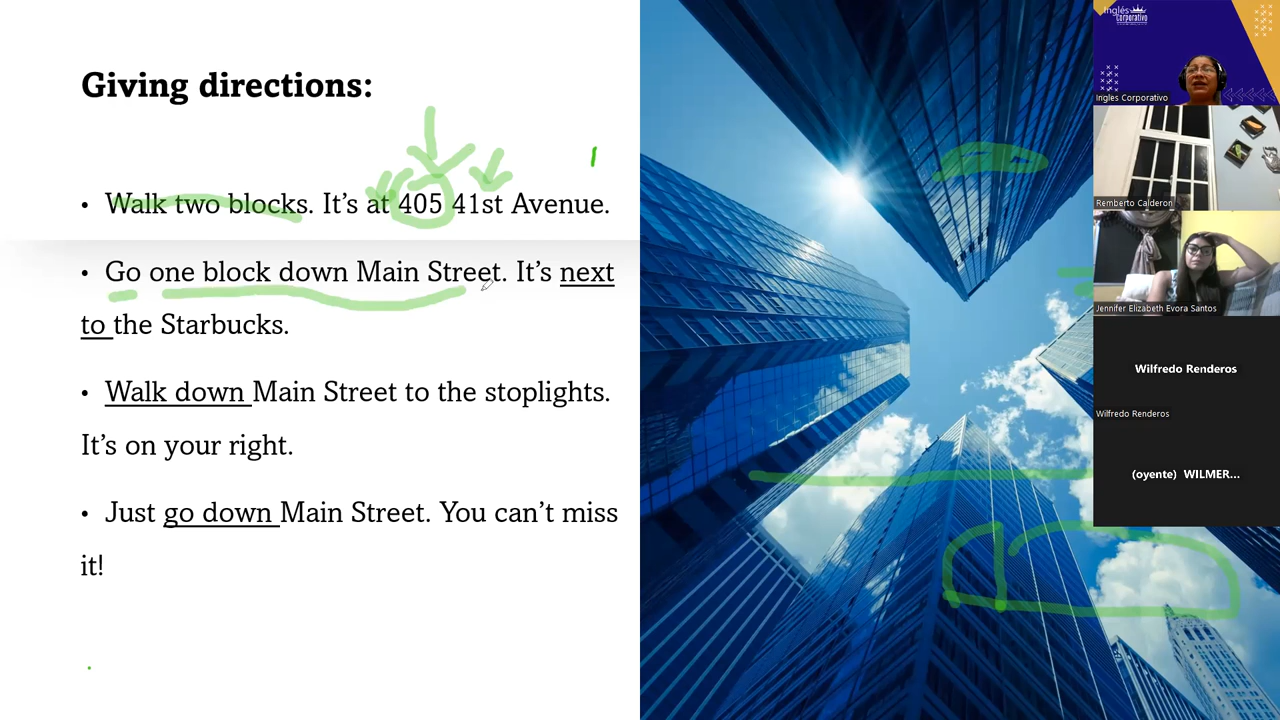 Giving directions:
• Walk two blocks. It's at 405 41st Avenue.
• Go one block down Main Street. It's next
to the Starbucks.
• Walk down Main Street to the stoplights.
It's on your right.
• Just go down Main Street. You can't miss
it!
Inglés
Corporativo
Ingles Corporativo
Remberto Calderon
Jennifer Elizabeth Evora Santos
Wilfredo Renderos
Wilfredo Renderos
(oyente) WILMER...